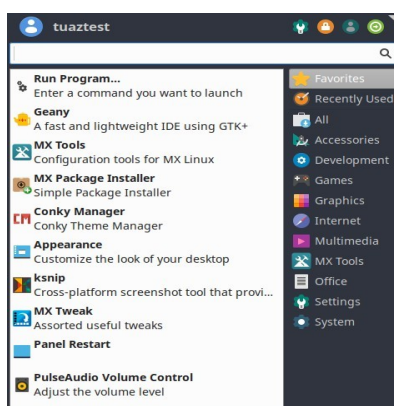 tuaztest
Run Program...
Enter a command you want to launch
Geany
A fast and lightweight IDE using GTK+
MX Tools
Configuration tools for MX Linux
MX Package Installer
Simple Package Installer
Conky Manager
Conky Theme Manager
Appearance
Customize the look of your desktop
ksnip
Cross-platform screenshot tool that provi...
MX Tweak
Assorted useful tweaks
Panel Restart
PulseAudio Volume Control
Adjust the volume level
Favorites
Recently Used
All
Accessories
Development
Games
Graphics
Internet
Multimedia
MX Tools
Office
Settings
System